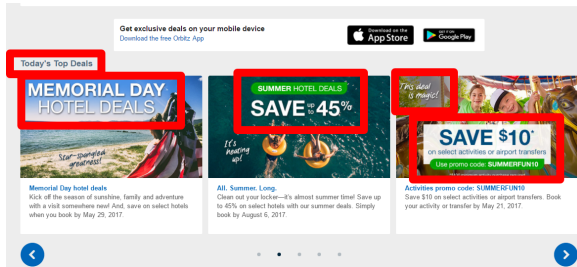 Get exclusive deals on your mobile device
Download the free Orbitz App
Download on the
App Store
GET IT ON
Google Play
Today's Top Deals
MEMORIAL DAY
HOTEL DEALS
Star-spangled
greatness!
Memorial Day hotel deals
Kick off the season of sunshine, family and adventure
with a visit somewhere new! And, save on select hotels
when you book by May 29, 2017.
SUMMER HOTEL DEALS
SAVE up to 45%
It's
heating
up!
All. Summer. Long.
Clean out your locker—it's almost summer time! Save up
to 45% on select hotels with our summer deals. Simply
book by August 6, 2017.
This deal
is magic!
SAVE $10*
on select activities or airport transfers
Use promo code: SUMMERFUN10
Activities promo code: SUMMERFUN10
Save $10 on select activities or airport transfers. Book
your activity or transfer by May 21, 2017.